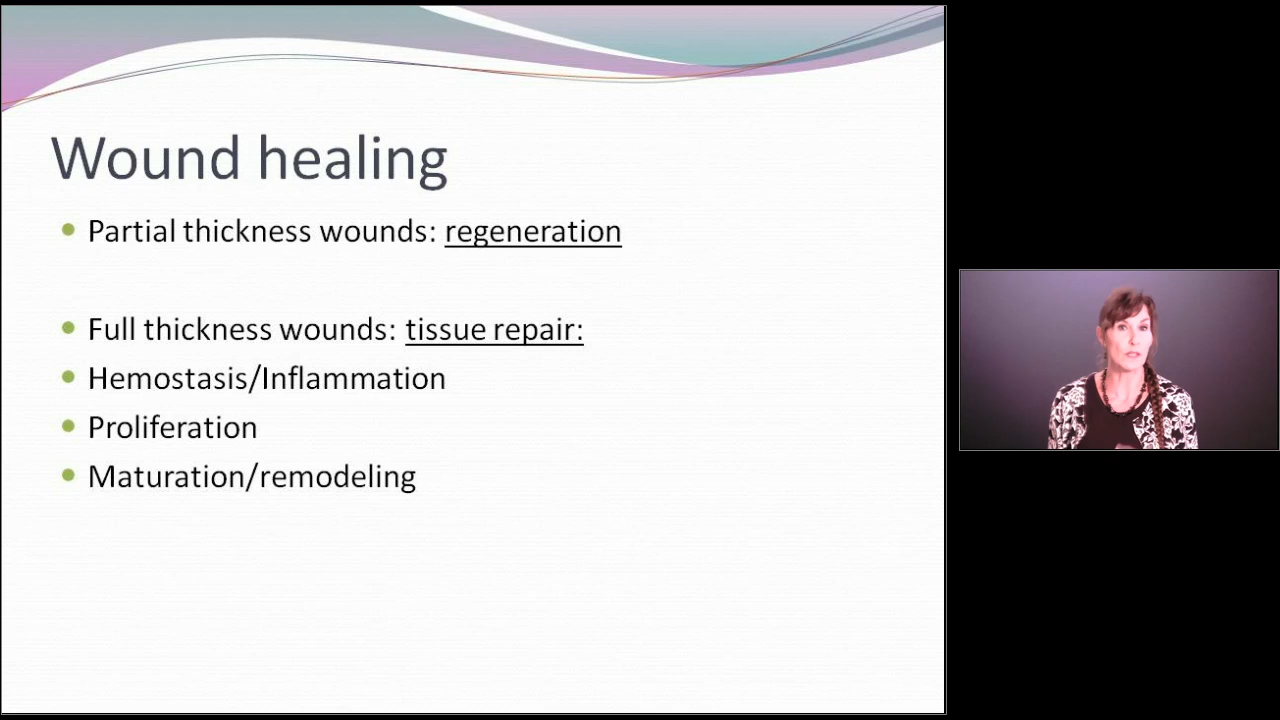 Wound healing
Partial thickness wounds: regeneration
Full thickness wounds: tissue repair:
Hemostasis/Inflammation
Proliferation
Maturation/remodeling